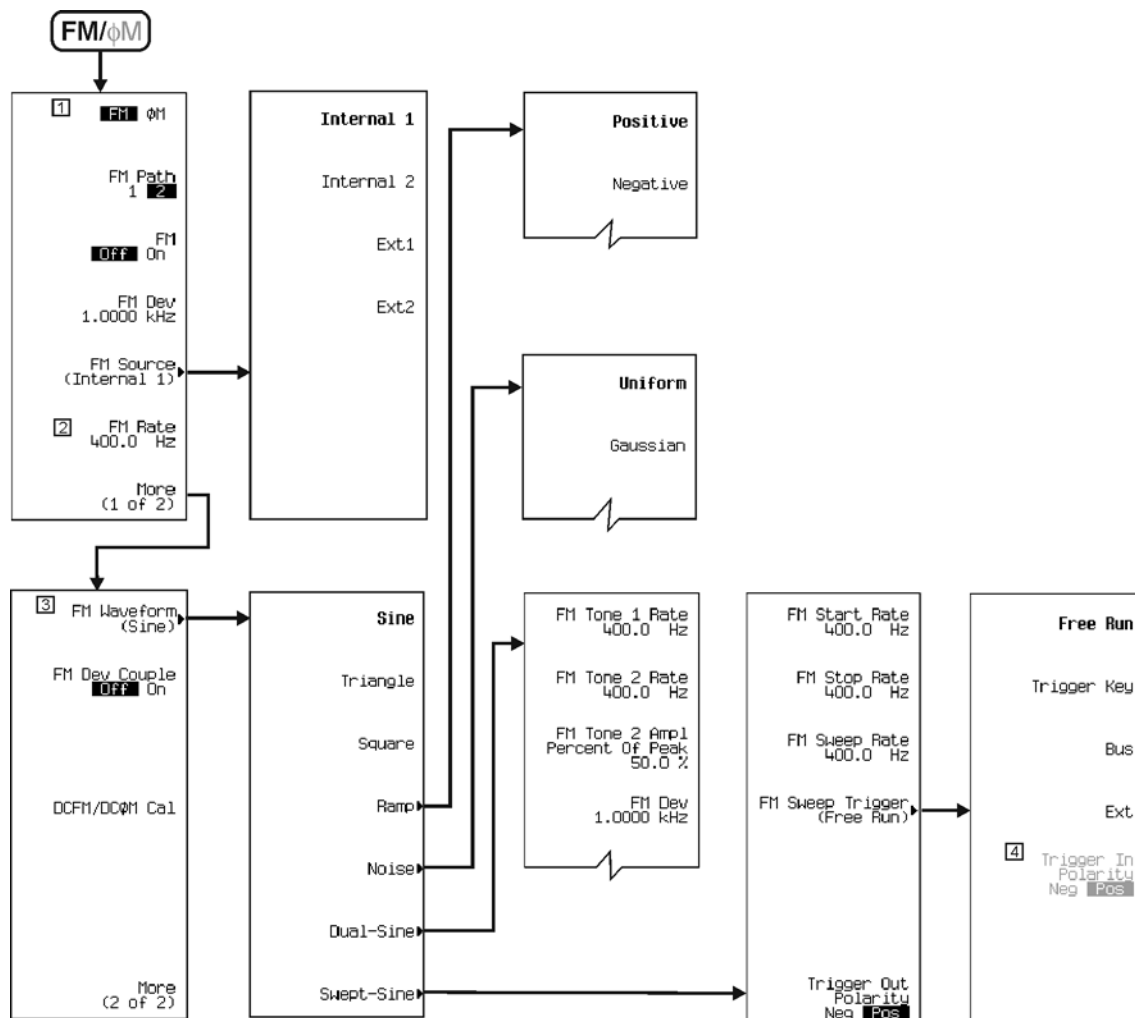 FM/ϕM
1
FM ϕM
FM Path
1 2
FM
Off On
FM Dev
1.0000 kHz
FM Source
(Internal 1)
2
FM Rate
400.0 Hz
More
(1 of 2)
Internal 1
Internal 2
Ext1
Ext2
Positive
Negative
Uniform
Gaussian
3
FM Waveform
(Sine)
FM Dev Couple
Off On
DCFM/DCϕM Cal
More
(2 of 2)
Sine
Triangle
Square
Ramp
Noise
Dual-Sine
Swept-Sine
FM Tone 1 Rate
400.0 Hz
FM Tone 2 Rate
400.0 Hz
FM Tone 2 Ampl
Percent Of Peak
50.0 %
FM Dev
1.0000 kHz
FM Start Rate
400.0 Hz
FM Stop Rate
400.0 Hz
FM Sweep Rate
400.0 Hz
FM Sweep Trigger
(Free Run)
Trigger Out
Polarity
Neg Pos
Free Run
Trigger Key
Bus
Ext
4
Trigger In
Polarity
Neg Pos